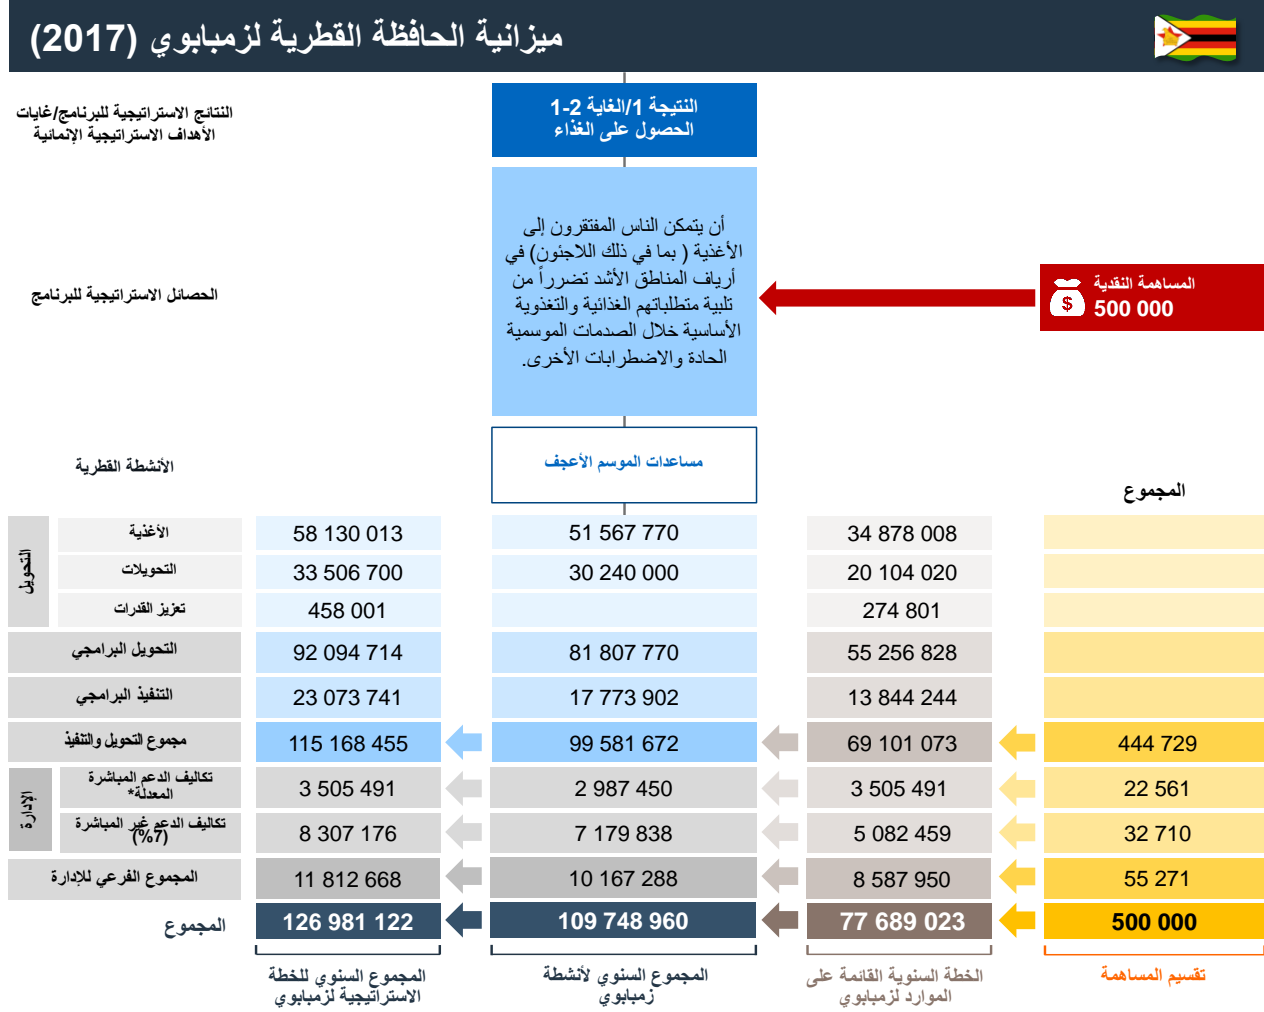 ميزانية الحافظة القطرية لزمبابوي (2017)
النتائج الاستراتيجية للبرنامج/غايات
الأهداف الاستراتيجية الإنمائية
النتيجة 1/الغاية 2-1
الحصول على الغذاء
أن يتمكن الناس المفتقرون إلى
الأغذية ( بما في ذلك اللاجئون) في
أرياف المناطق الأشد تضرراً من
تلبية متطلباتهم الغذائية والتغذوية
الأساسية خلال الصدمات الموسمية
الحادة والاضطرابات الأخرى.
الحصائل الاستراتيجية للبرنامج
المساهمة النقدية
500 000
$
مساعدات الموسم الأعجف
الأنشطة القطرية
المجموع
التحويل
الأغذية
58 130 013
51 567 770
34 878 008
التحويلات
33 506 700
30 240 000
20 104 020
تعزيز القدرات
458 001
274 801
التحويل البرامجي
92 094 714
81 807 770
55 256 828
التنفيذ البرامجي
23 073 741
17 773 902
13 844 244
مجموع التحويل والتنفيذ
115 168 455
99 581 672
69 101 073
444 729
الإدارة
تكاليف الدعم المباشرة
المعدلة*
3 505 491
2 987 450
3 505 491
22 561
تكاليف الدعم غير المباشرة
(7%)
8 307 176
7 179 838
5 082 459
32 710
المجموع الفرعي للإدارة
11 812 668
10 167 288
8 587 950
55 271
المجموع
126 981 122
109 748 960
77 689 023
500 000
المجموع السنوي للخطة
الاستراتيجية لزمبابوي
المجموع السنوي لأنشطة
زمبابوي
الخطة السنوية القائمة على
الموارد لزمبابوي
تقسيم المساهمة